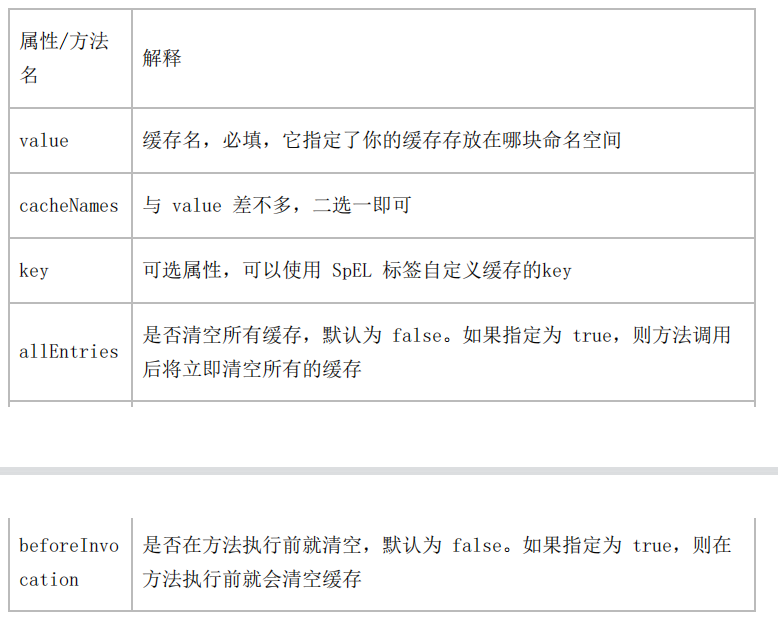 属性/方法
名
解释
value
缓存名，必填，它指定了你的缓存存放在哪块命名空间
cacheNames
与 value 差不多，二选一即可
key
可选属性，可以使用 SpEL 标签自定义缓存的key
allEntries
是否清空所有缓存，默认为 false。如果指定为 true，则方法调用
后将立即清空所有的缓存
beforeInvo
cation
是否在方法执行前就清空，默认为 false。如果指定为 true，则在
方法执行前就会清空缓存